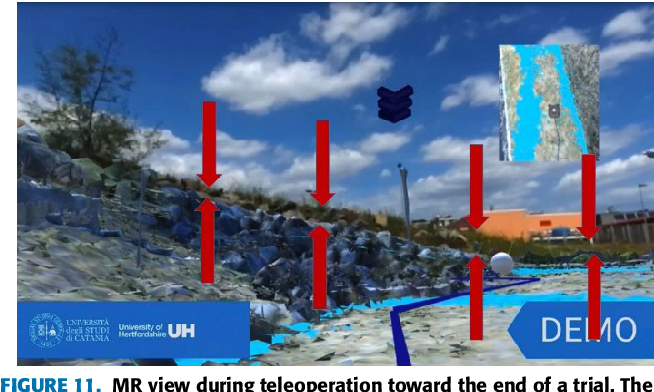 UNIVERSITÀ
degli STUDI
di CATANIA
University of
Hertfordshire UH
DEMO
FIGURE 11. MR view during teleoperation toward the end of a trial. The